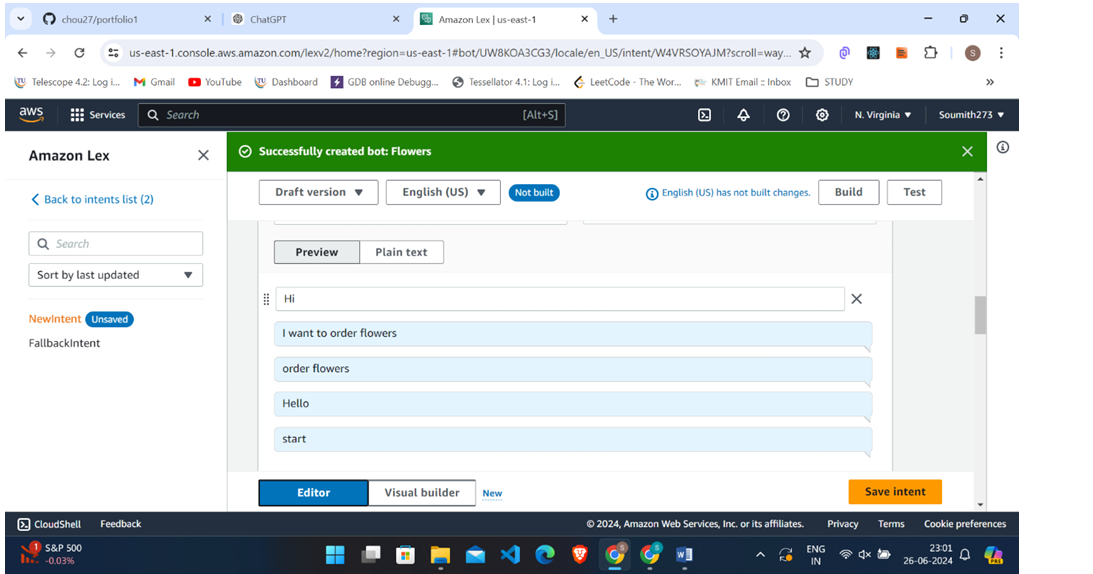 chou27/portfolio1
ChatGPT
Amazon Lex | us-east-1
us-east-1.console.aws.amazon.com/lexv2/home?region=us-east-1#bot/UW8KOA3CG3/locale/en_US/intent/W4VRSOYAJM?scroll=way...
S
Telescope 4.2: Log i...
Gmail
YouTube
Dashboard
GDB online Debugg...
Tessellator 4.1: Log i...
LeetCode - The Wor...
KMIT Email :: Inbox
STUDY
aws
Services
Search
[Alt+S]
N. Virginia
Soumith273
Amazon Lex
Successfully created bot: Flowers
Back to intents list (2)
Draft version
English (US)
Not built
English (US) has not built changes.
Build
Test
Search
Sort by last updated
Preview
Plain text
NewIntent
Unsaved
FallbackIntent
Hi
I want to order flowers
order flowers
Hello
start
Editor
Visual builder
New
Save intent
CloudShell
Feedback
© 2024, Amazon Web Services, Inc. or its affiliates.
Privacy
Terms
Cookie preferences
1
S&P 500
-0.03%
ENG
IN
23:01
26-06-2024